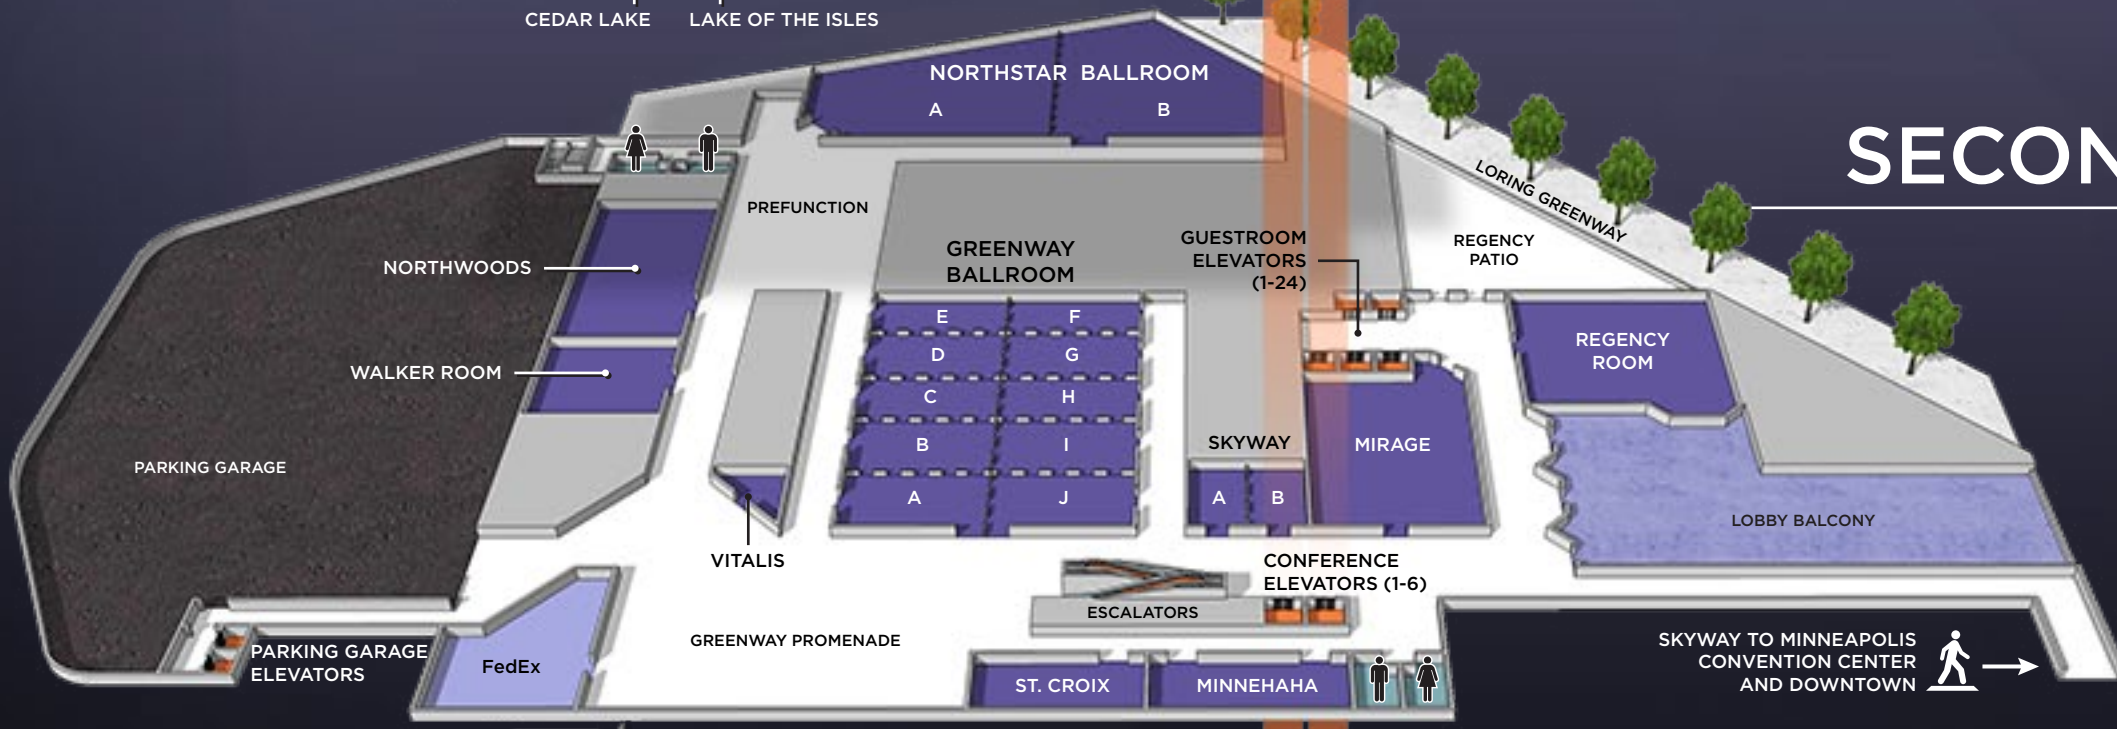 CEDAR LAKE
LAKE OF THE ISLES
NORTHSTAR BALLROOM
A
B
SECON
LORING GREENWAY
PREFUNCTION
REGENCY
PATIO
GUESTROOM
ELEVATORS
(1-24)
GREENWAY
BALLROOM
NORTHWOODS
E
F
D
G
C
H
B
I
A
J
REGENCY
ROOM
WALKER ROOM
SKYWAY
A
B
MIRAGE
PARKING GARAGE
LOBBY BALCONY
VITALIS
CONFERENCE
ELEVATORS (1-6)
ESCALATORS
GREENWAY PROMENADE
PARKING GARAGE
ELEVATORS
FedEx
ST. CROIX
MINNEHAHA
SKYWAY TO MINNEAPOLIS
CONVENTION CENTER
AND DOWNTOWN